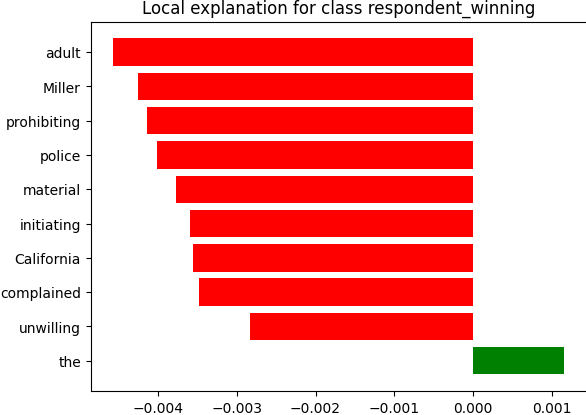 Local explanation for class respondent_winning
adult
Miller
prohibiting
police
material
initiating
California
complained
unwilling
the
−0.004 −0.003 −0.002 −0.001 0.000 0.001